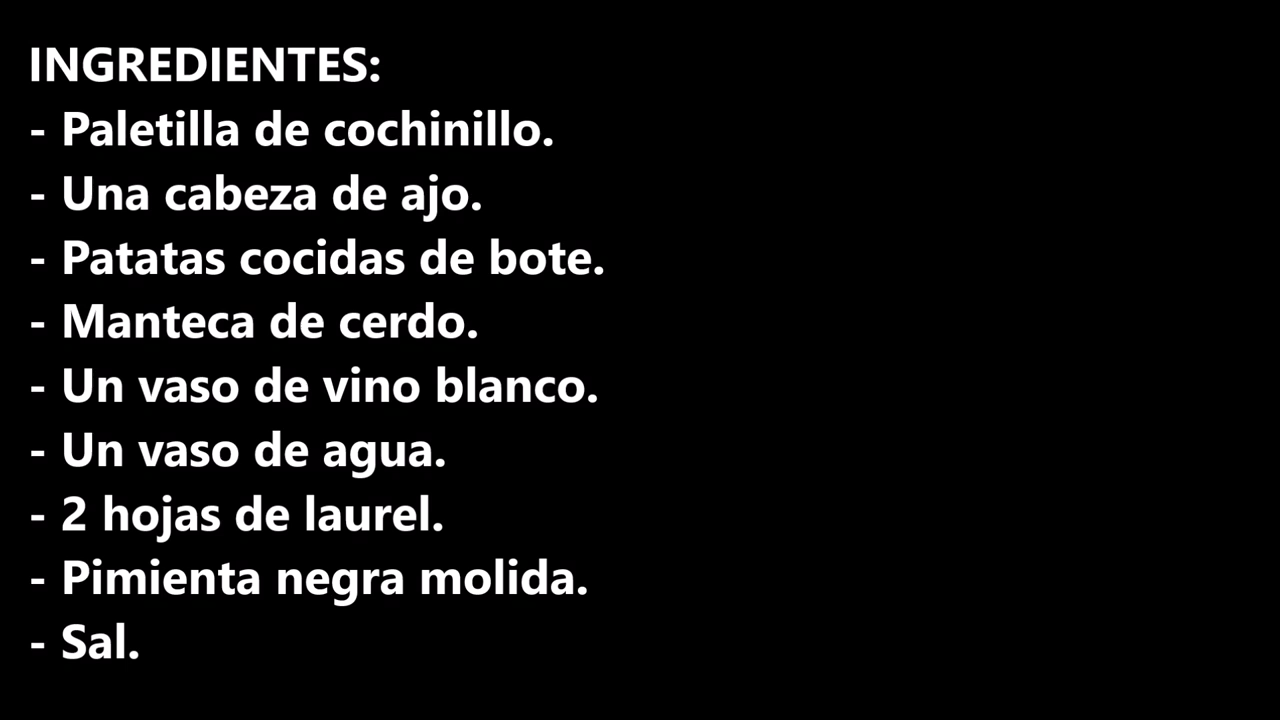 INGREDIENTES:
- Paletilla de cochinillo.
- Una cabeza de ajo.
- Patatas cocidas de bote.
- Manteca de cerdo.
- Un vaso de vino blanco.
- Un vaso de agua.
- 2 hojas de laurel.
- Pimienta negra molida.
- Sal.